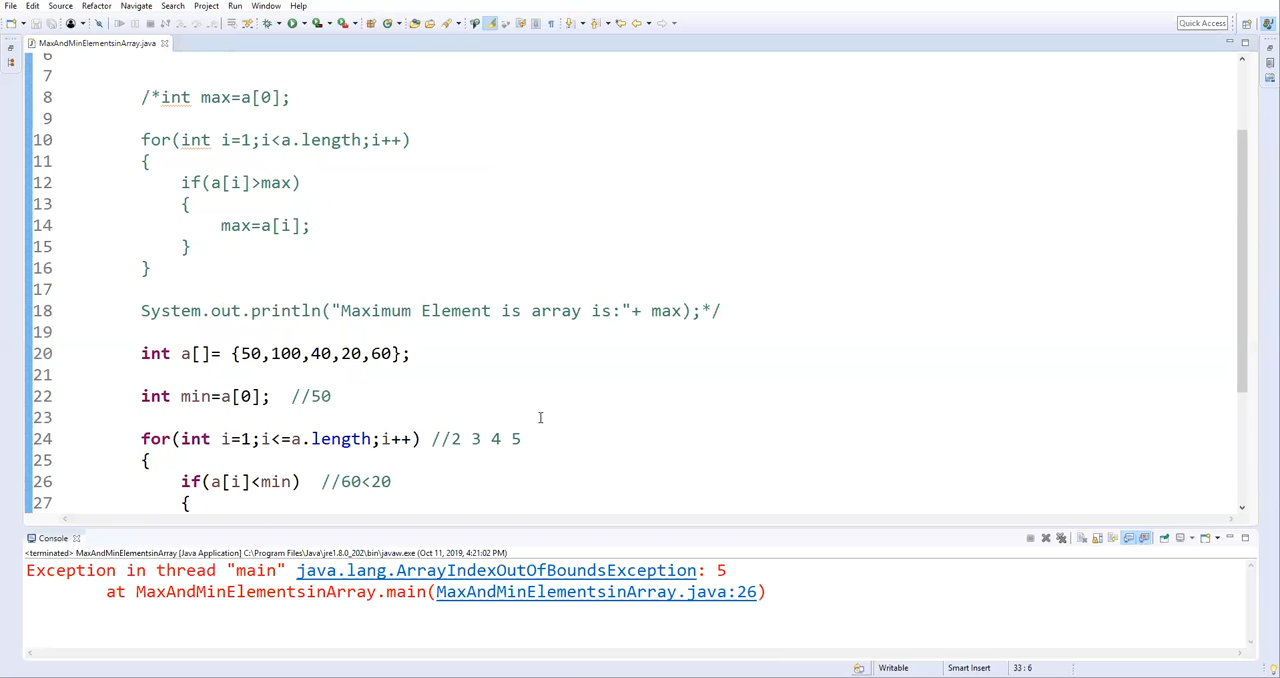 File Edit Source Refactor Navigate Search Project Run Window Help
Quick Access
MaxAndMinElementsinArray.java
6
7
8 /*int max=a[0];
9
10 for(int i=1;i<a.length;i++)
11 {
12 if(a[i]>max)
13 {
14 max=a[i];
15 }
16 }
17
18 System.out.println("Maximum Element is array is:"+ max);*/
19
20 int a[]= {50,100,40,20,60};
21
22 int min=a[0]; //50
23
24 for(int i=1;i<=a.length;i++) //2 3 4 5
25 {
26 if(a[i]<min) //60<20
27 {
Console
<terminated> MaxAndMinElementsinArray [Java Application] C:\Program Files\Java\jre1.8.0_202\bin\javaw.exe (Oct 11, 2019, 4:21:02 PM)
Exception in thread "main" java.lang.ArrayIndexOutOfBoundsException: 5
at MaxAndMinElementsinArray.main(MaxAndMinElementsinArray.java:26)
Writable Smart Insert 33 : 6